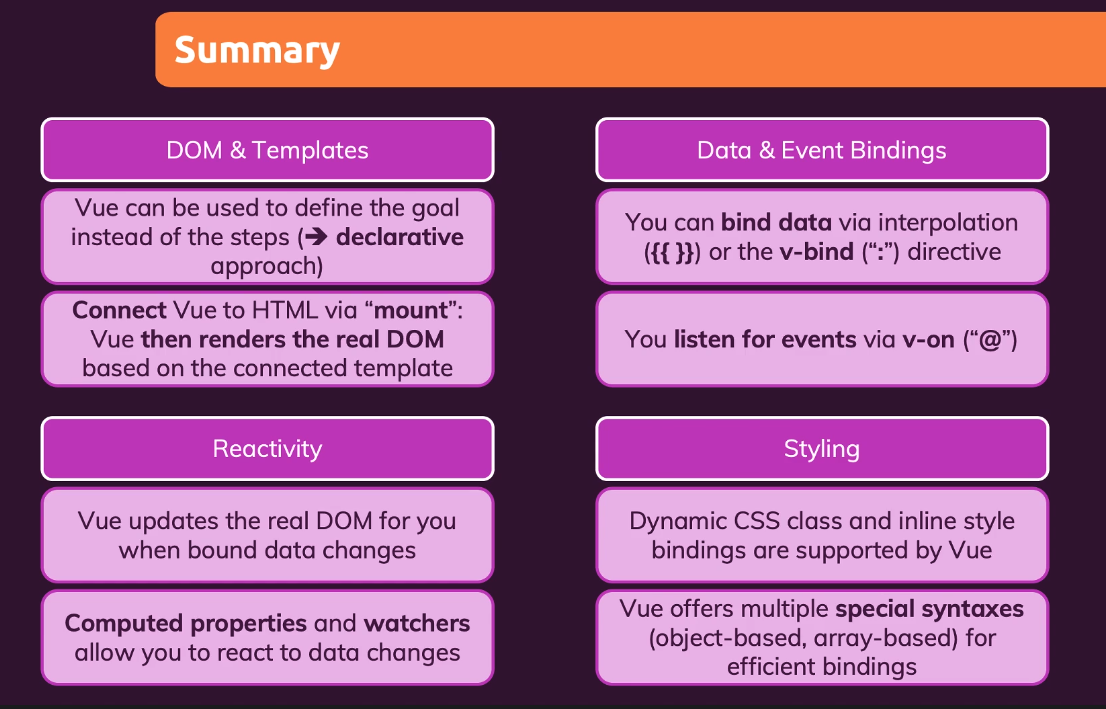 Summary
DOM & Templates
Vue can be used to define the goal
instead of the steps (➔ declarative
approach)
Connect Vue to HTML via “mount”:
Vue then renders the real DOM
based on the connected template
Data & Event Bindings
You can bind data via interpolation
({{ }}) or the v-bind (“:”) directive
You listen for events via v-on (“@”)
Reactivity
Vue updates the real DOM for you
when bound data changes
Computed properties and watchers
allow you to react to data changes
Styling
Dynamic CSS class and inline style
bindings are supported by Vue
Vue offers multiple special syntaxes
(object-based, array-based) for
efficient bindings